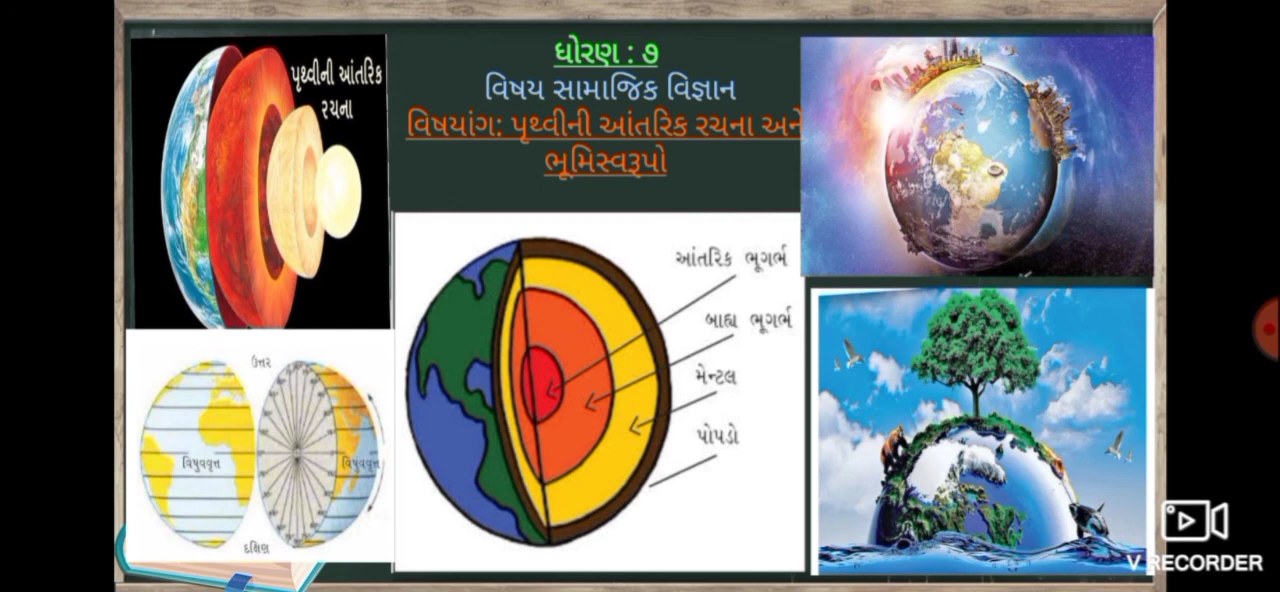 ધોરણ : ૭
વિષય સામાજિક વિજ્ઞાન
વિષયાંગ: પૃથ્વીની આંતરિક રચના અને
ભૂમિસ્વરૂપો
પૃથ્વીની આંતરિક
રચના
આંતરિક ભૂગર્ભ
બાહ્ય ભૂગર્ભ
મેન્ટલ
પોપડો
ઉત્તર
વિષુવવૃત્ત
વિષુવવૃત્ત
દક્ષિણ
V RECORDER